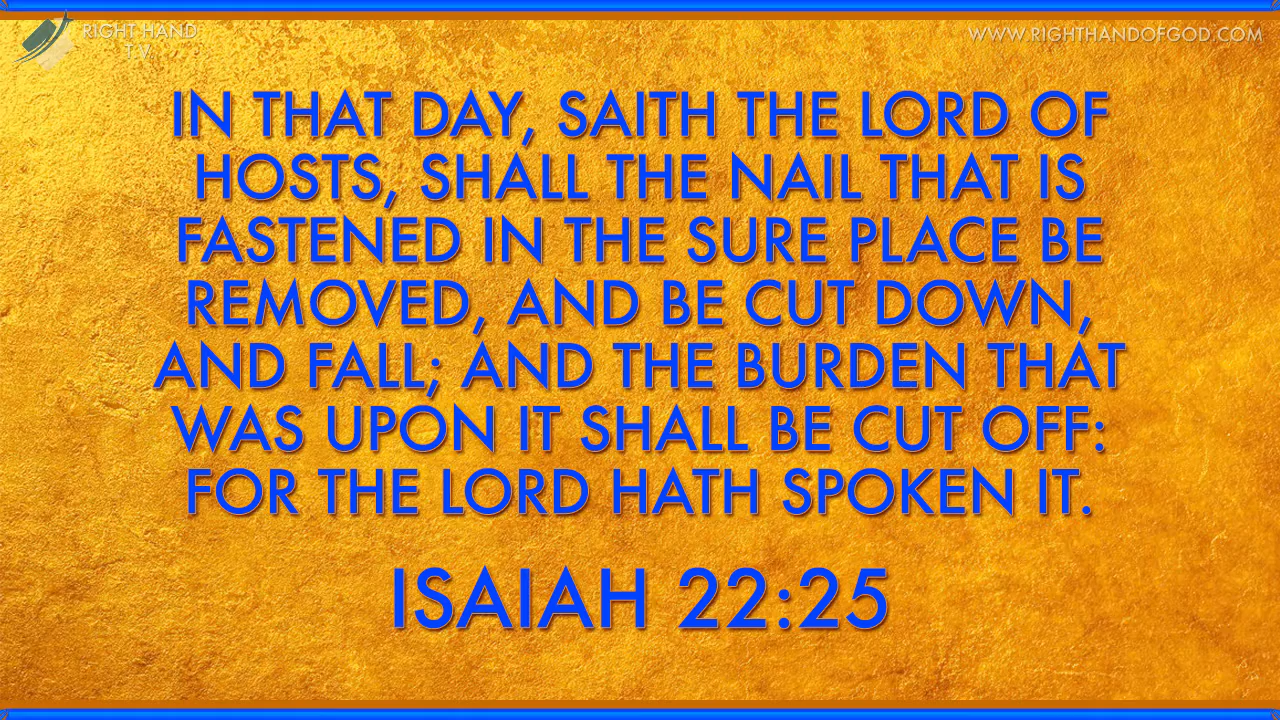 RIGHT HAND
TV
WWW.RIGHTHANDOFGOD.COM
IN THAT DAY, SAITH THE LORD OF
HOSTS, SHALL THE NAIL THAT IS
FASTENED IN THE SURE PLACE BE
REMOVED, AND BE CUT DOWN,
AND FALL; AND THE BURDEN THAT
WAS UPON IT SHALL BE CUT OFF:
FOR THE LORD HATH SPOKEN IT.
ISAIAH 22:25